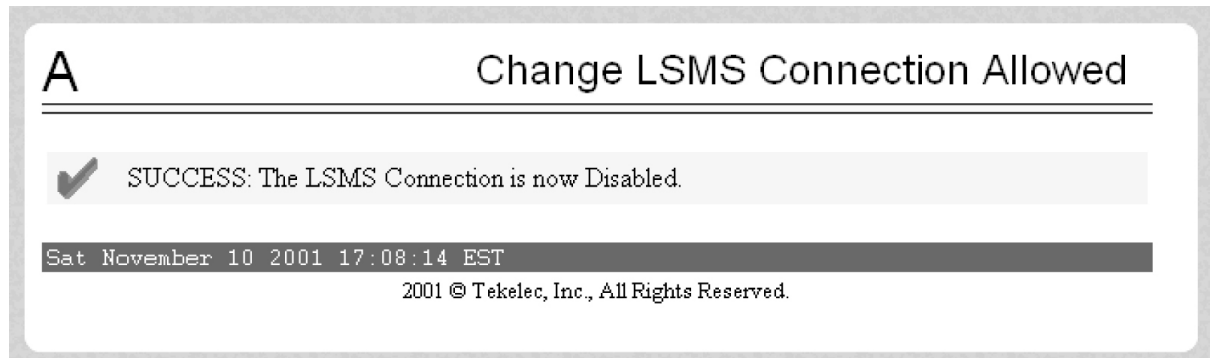 A
Change LSMS Connection Allowed
SUCCESS: The LSMS Connection is now Disabled.
Sat November 10 2001 17:08:14 EST
2001 © Tekelec, Inc., All Rights Reserved.